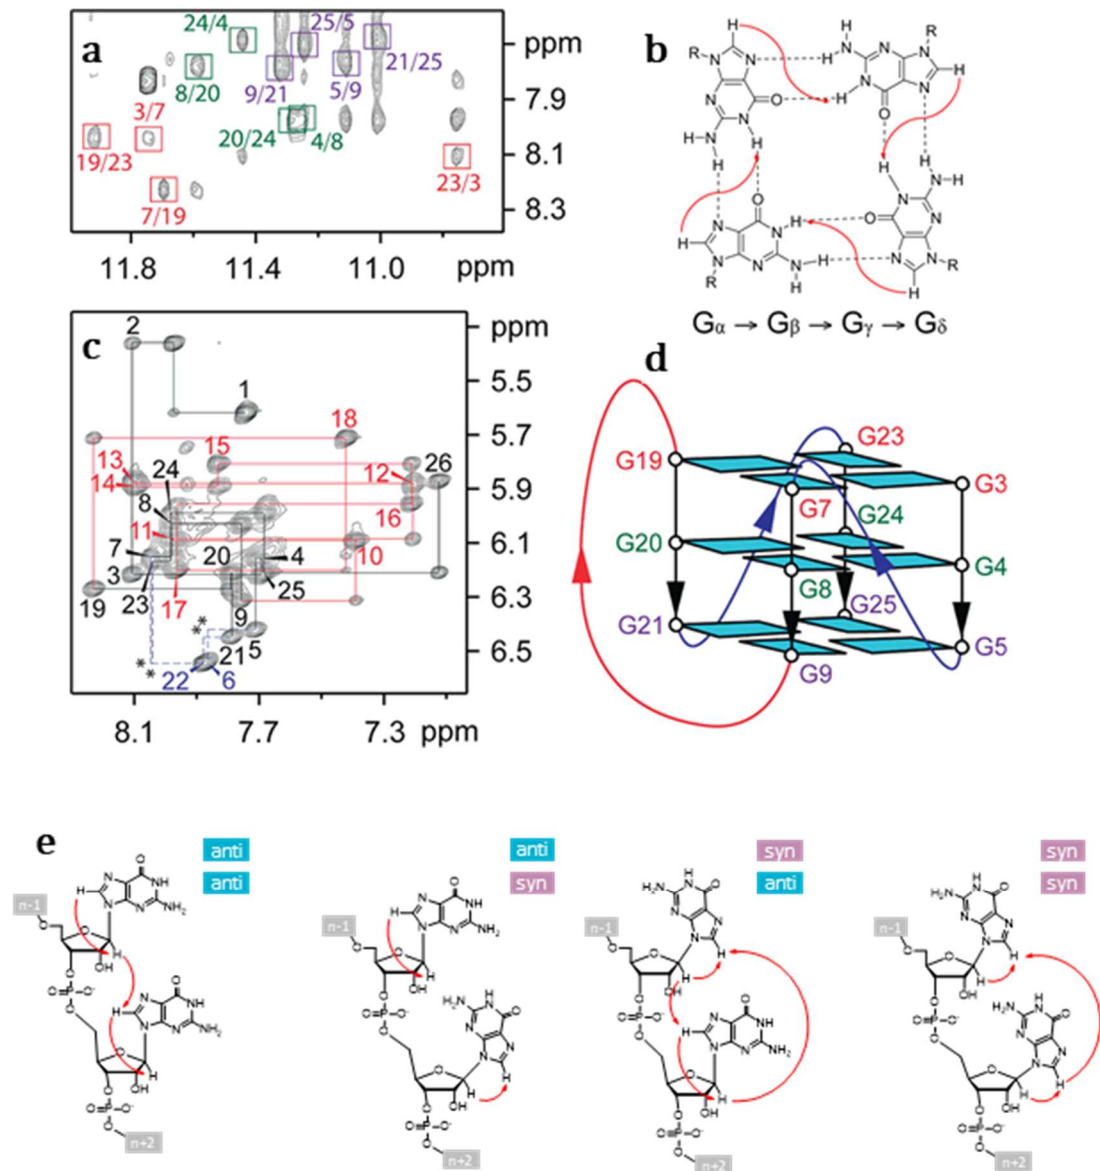 a
24/4
25/5
ppm
8/20
9/21
5/9
21/25
3/7
7.9
19/23
20/24
4/8
23/3
8.1
7/19
8.3
11.8
11.4
11.0
ppm
b
H
R
N
N
H
N
H
N
N
R
N
N
O
H
N
N
H
O
N
N
H
N
H
H
O
H
H
N
H
H
N
O
O
N
N
N
N
H
H
N
N
N
N
H
N
N
N
R
R
H
H
Gα → Gβ → Gγ → Gδ
c
ppm
2
1
5.5
18
5.7
15
13
24
12
26
14
5.9
8
16
11
6.1
7
20
4
10
3
19
23
17
25
6.3
9
**
21
5
**
22
6
6.5
8.1
7.7
7.3
ppm
d
G23
G19
G3
G7
G24
G20
G4
G8
G25
G21
G5
G9
e
anti
anti
syn
syn
anti
syn
anti
syn
n-1
n-1
n-1
n-1
n+2
n+2
n+2
n+2